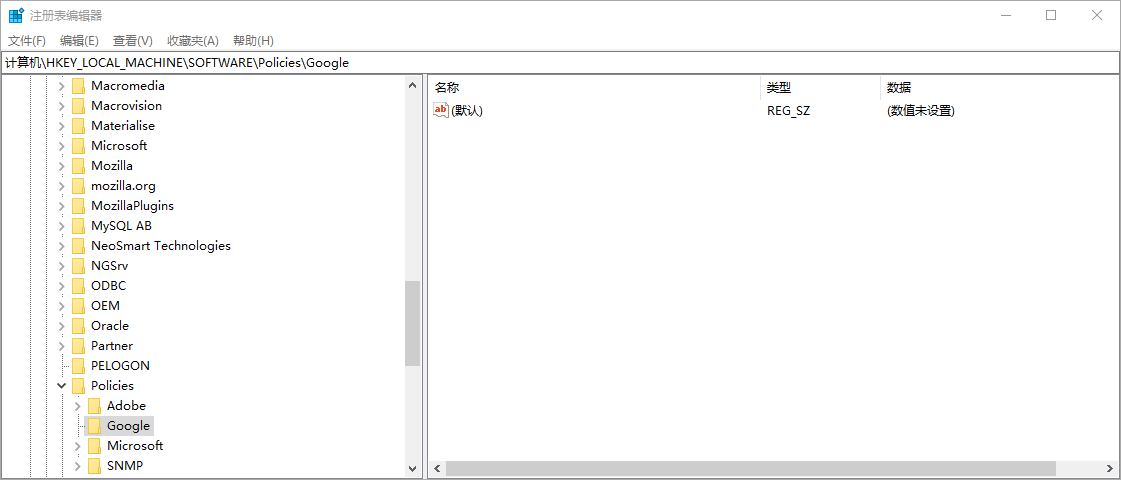 注册表编辑器
文件(F) 编辑(E) 查看(V) 收藏夹(A) 帮助(H)
计算机\HKEY_LOCAL_MACHINE\SOFTWARE\Policies\Google
名称 类型 数据
ab (默认) REG_SZ (数值未设置)
Macromedia
Macrovision
Materialise
Microsoft
Mozilla
mozilla.org
MozillaPlugins
MySQL AB
NeoSmart Technologies
NGSrv
ODBC
OEM
Oracle
Partner
PELOGON
Policies
Adobe
Google
Microsoft
SNMP